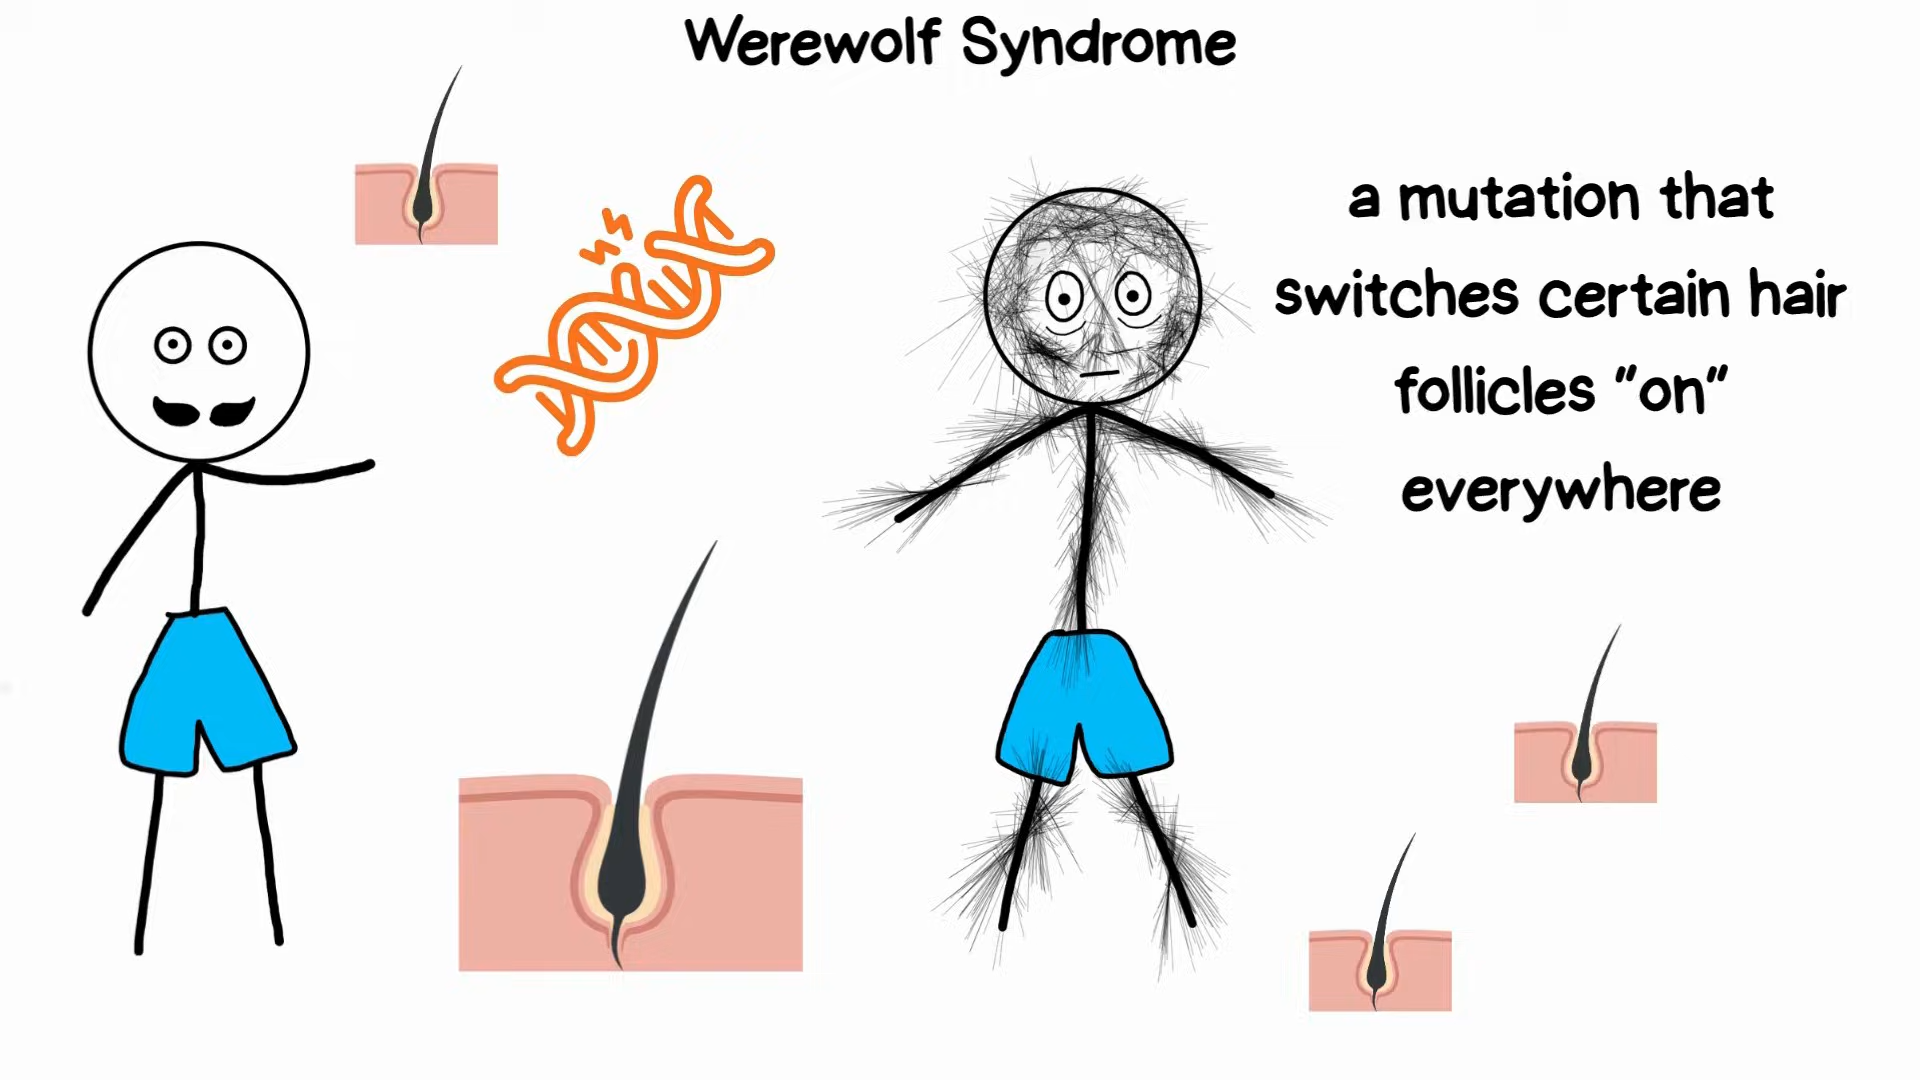 Werewolf Syndrome
a mutation that
switches certain hair
follicles "on"
everywhere